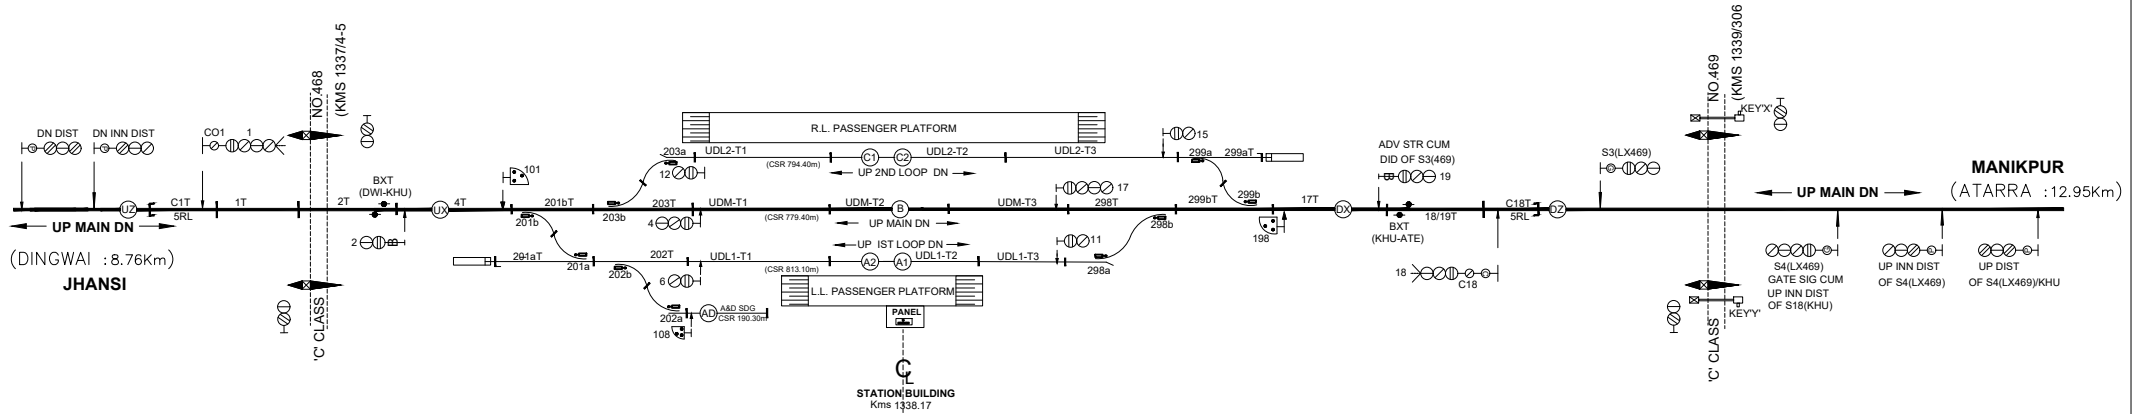 NO.468
(KMS 1337/4-5
'C' CLASS
NO.469
(KMS 1339/306
'C' CLASS
KEY'X'
KEY'Y'
DN DIST
DN INN DIST
CO1
1
BXT
(DWI-KHU)
UZ
C1T
5RL
1T
2T
UX
4T
2
UP MAIN DN
(DINGWAI :8.76Km)
JHANSI
101
201bT
201b
203b
203a
203T
12
4
6
201aT
201a
202b
202T
202a
108
AD
A&D SDG
CSR 190.30m
R.L. PASSENGER PLATFORM
UDL2-T1
(CSR 794.40m)
C1
C2
UDL2-T2
UDL2-T3
UP 2ND LOOP DN
UDM-T1
(CSR 779.40m)
UDM-T2
B
UDM-T3
UP MAIN DN
UP IST LOOP DN
UDL1-T1
(CSR 813.10m)
A2
A1
UDL1-T2
UDL1-T3
L.L. PASSENGER PLATFORM
PANEL
CL
STATION BUILDING
Kms 1338.17
15
299a
299aT
299b
299bT
17
298T
298b
298a
11
17T
198
DX
ADV STR CUM
DID OF S3(469)
19
18/19T
BXT
(KHU-ATE)
C18T
5RL
DZ
18
C18
S3(LX469)
UP MAIN DN
MANIKPUR
(ATARRA :12.95Km)
S4(LX469)
GATE SIG CUM
UP INN DIST
OF S18(KHU)
UP INN DIST
OF S4(LX469)
UP DIST
OF S4(LX469)/KHU